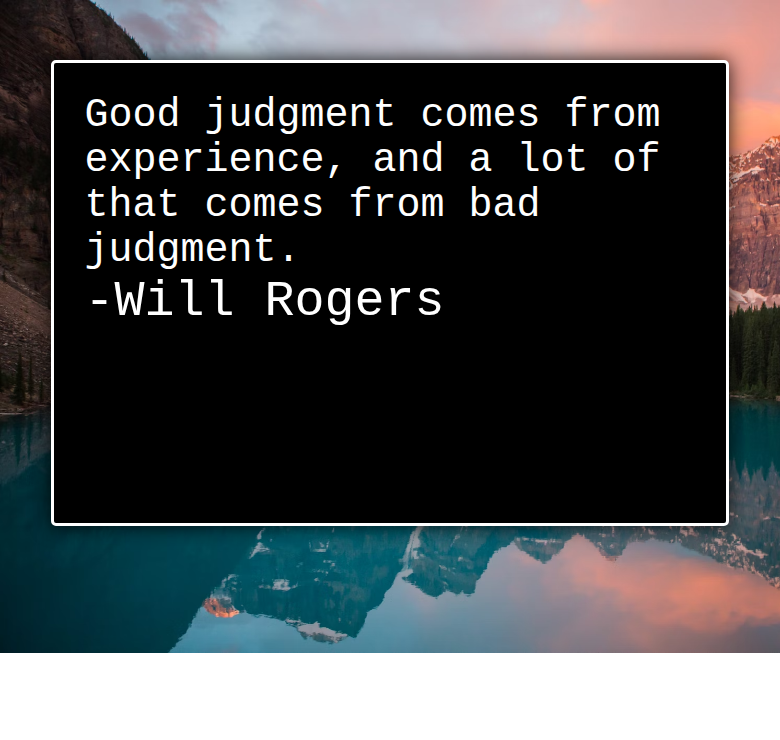 Good judgment comes from
experience, and a lot of
that comes from bad
judgment.
-Will Rogers